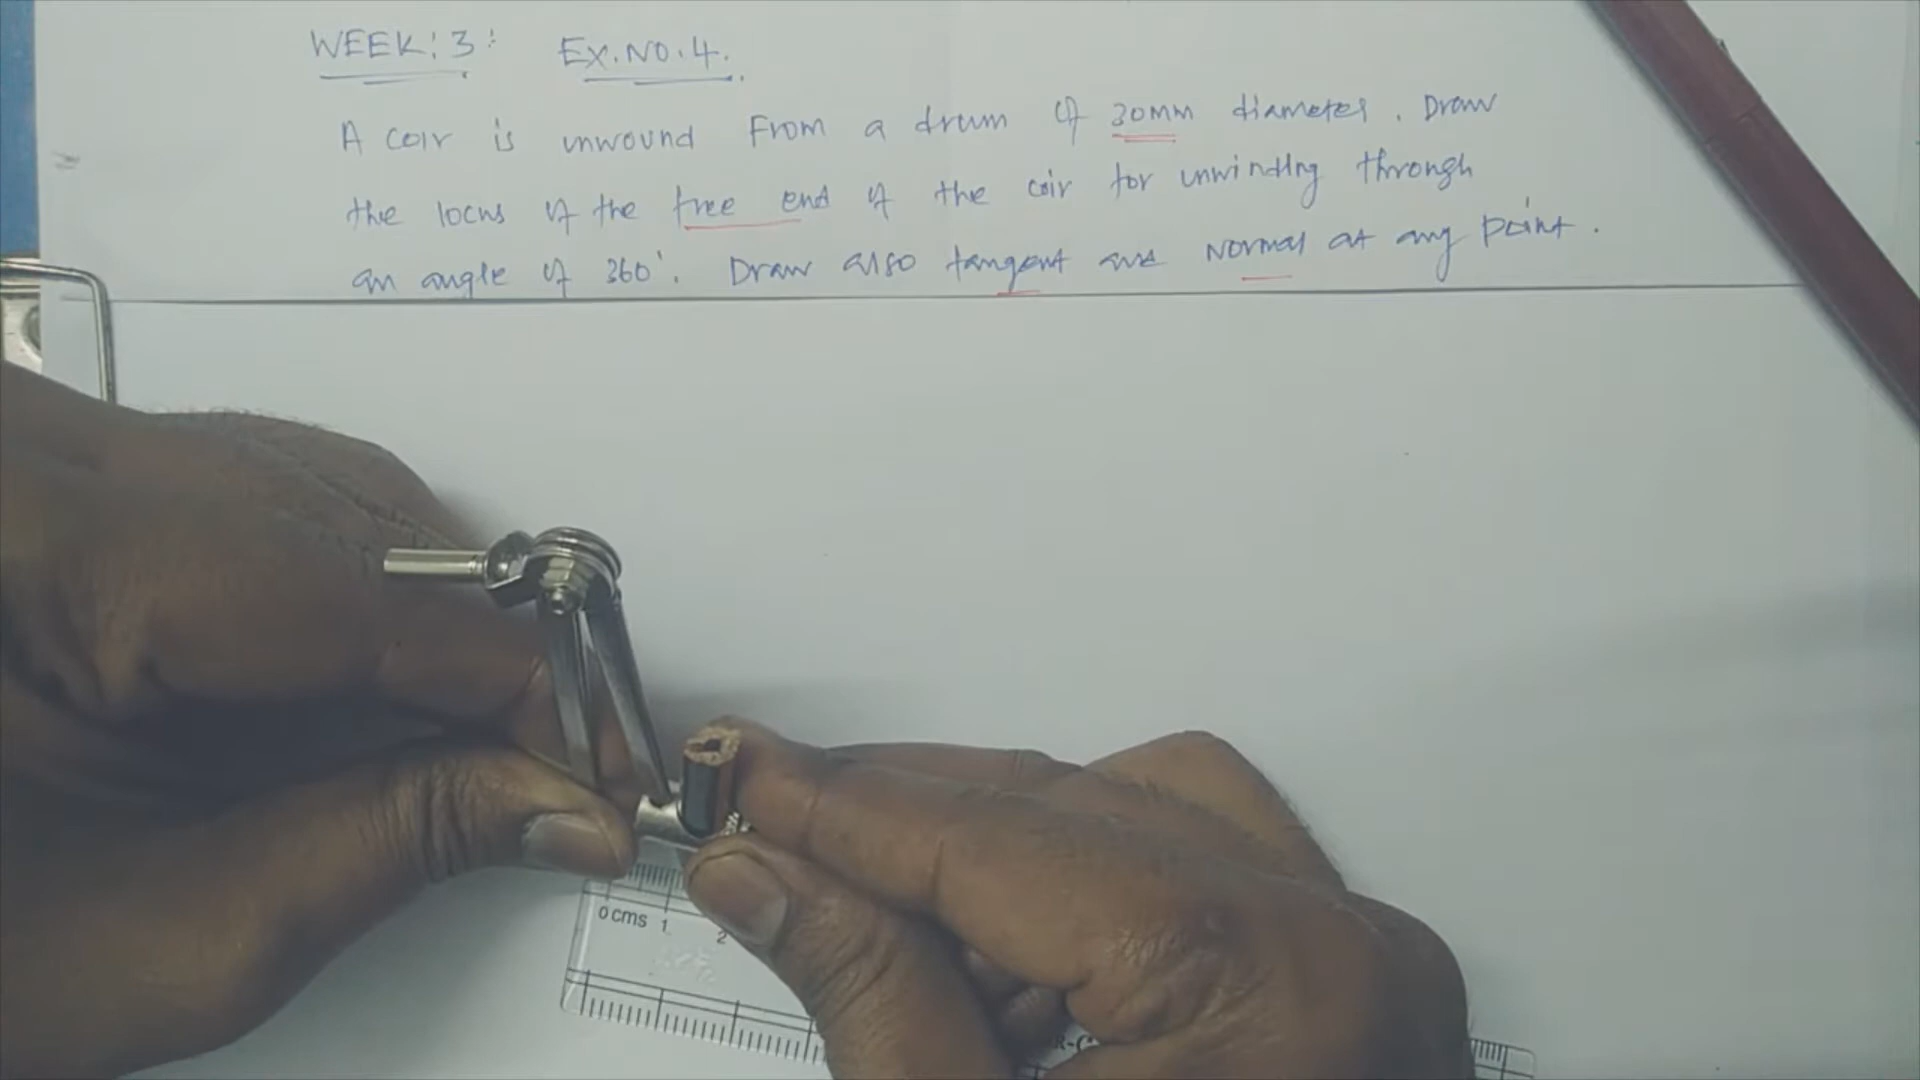 WEEK: 3: Ex.NO.4.
A coir is unwound From a drum of 30mm diameter. Draw
the locus of the free end of the coir for unwinding through
an angle of 360°. Draw also tangent and Normal at any point.
0 cms 1 2
R-C